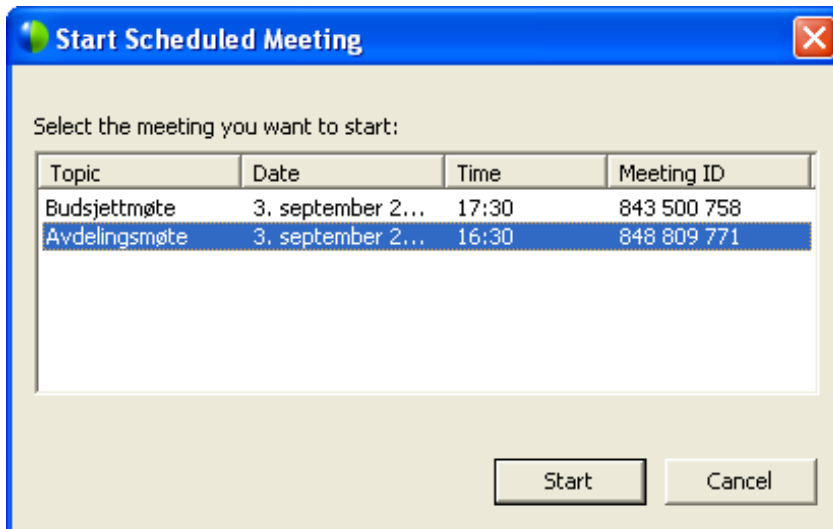 Start Scheduled Meeting
Select the meeting you want to start:
Topic Date Time Meeting ID
Budsjettmøte 3. september 2... 17:30 843 500 758
Avdelingsmøte 3. september 2... 16:30 848 809 771
Start Cancel